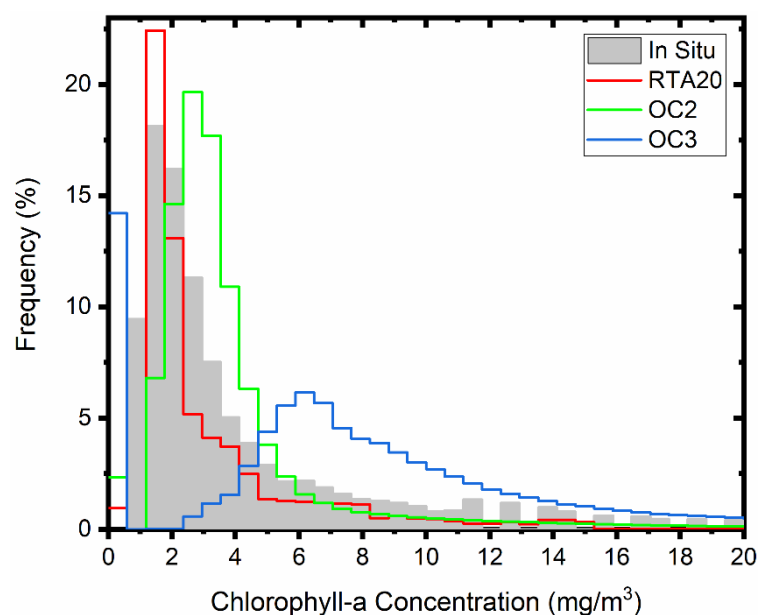 In Situ
RTA20
OC2
OC3
Frequency (%)
20
15
10
5
0
0 2 4 6 8 10 12 14 16 18 20
Chlorophyll-a Concentration (mg/m³)